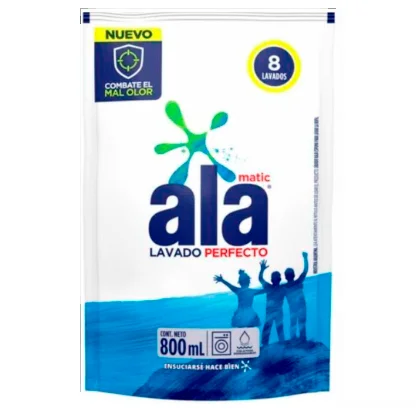 NUEVO
COMBATE EL
MAL OLOR
8
LAVADOS
matic
ala®
LAVADO PERFECTO
CONT. NETO
800mL
ENSUCIARSE HACE BIEN